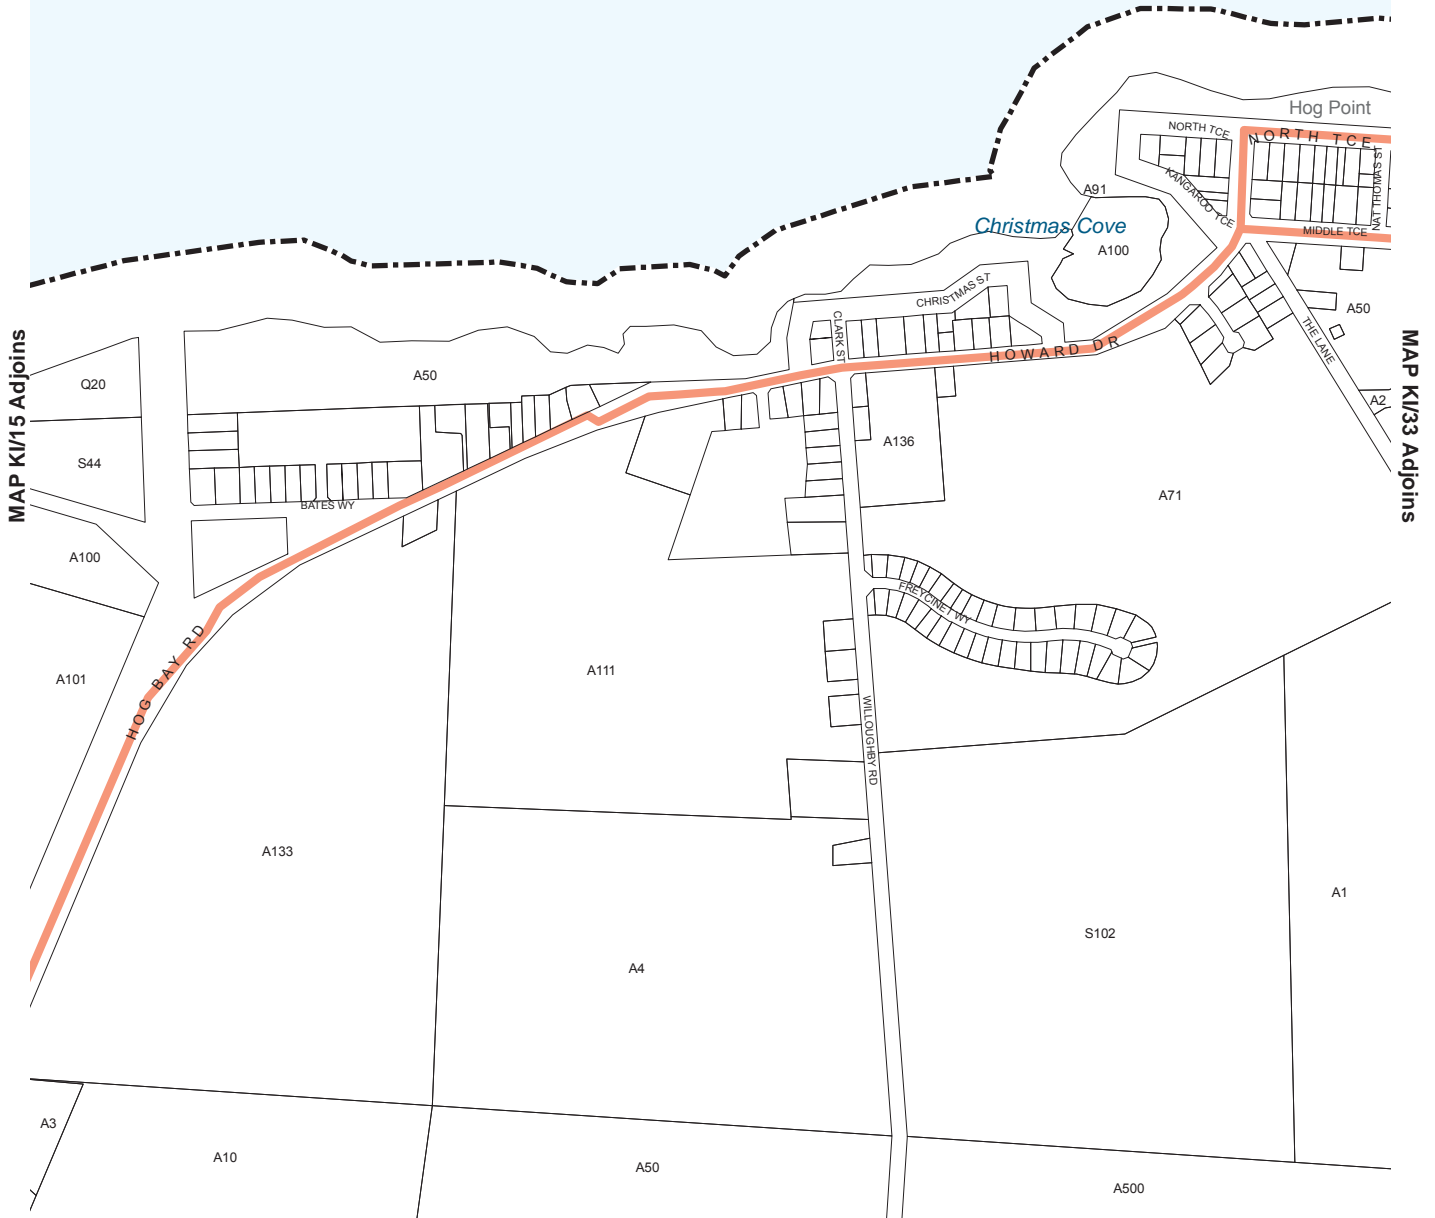 Hog Point
NORTH TCE
NORTH TCE
NAT THOMAS ST
KANGAROO TCE
A91
MIDDLE TCE
Christmas Cove
A100
CHRISTMAS ST
A50
CLARK ST
THE LANE
HOWARD DR
MAP KI/15 Adjoins
MAP KI/33 Adjoins
Q20
A50
A2
A136
S44
A71
BATES WY
A100
FREYCINET WY
HOG BAY RD
A111
A101
WILLOUGHBY RD
A133
A1
S102
A4
A3
A10
A50
A500